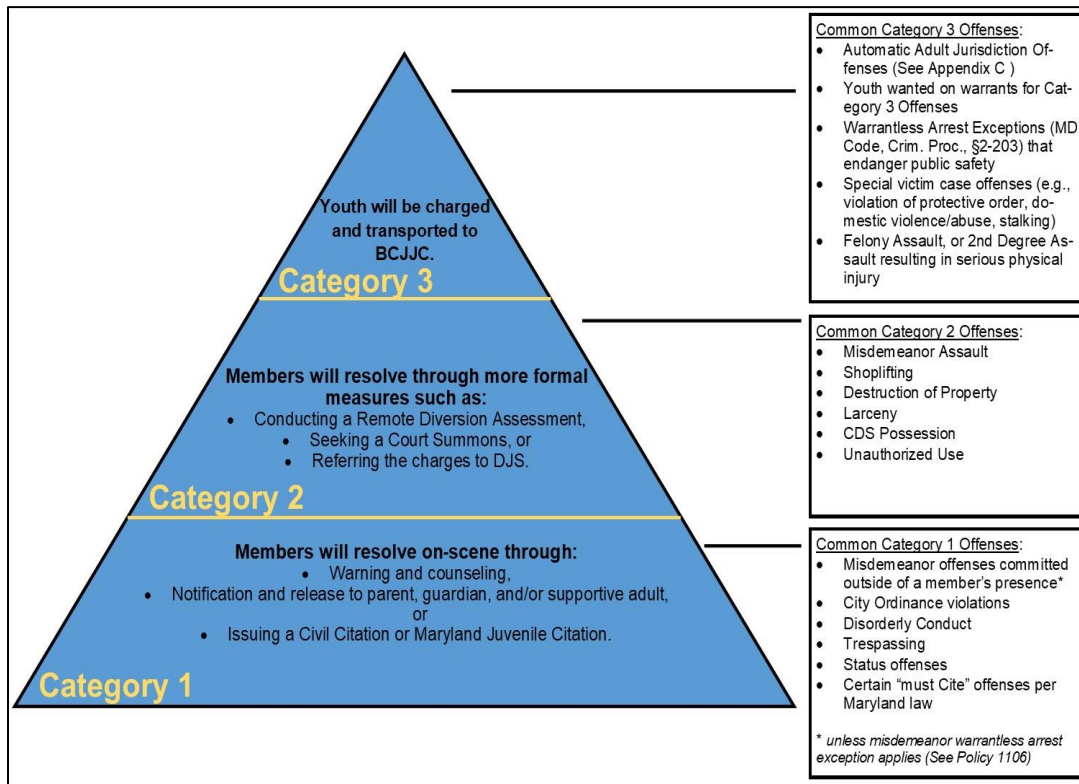 Youth will be charged
and transported to
BCJJC.
Category 3
Members will resolve through more formal
measures such as:
• Conducting a Remote Diversion Assessment,
• Seeking a Court Summons, or
• Referring the charges to DJS.
Category 2
Members will resolve on-scene through:
• Warning and counseling,
• Notification and release to parent, guardian, and/or supportive adult,
or
• Issuing a Civil Citation or Maryland Juvenile Citation.
Category 1
Common Category 3 Offenses:
• Automatic Adult Jurisdiction Of-
fenses (See Appendix C )
• Youth wanted on warrants for Cat-
egory 3 Offenses
• Warrantless Arrest Exceptions (MD
Code, Crim. Proc., §2-203) that
endanger public safety
• Special victim case offenses (e.g.,
violation of protective order, do-
mestic violence/abuse, stalking)
• Felony Assault, or 2nd Degree As-
sault resulting in serious physical
injury
Common Category 2 Offenses:
• Misdemeanor Assault
• Shoplifting
• Destruction of Property
• Larceny
• CDS Possession
• Unauthorized Use
Common Category 1 Offenses:
• Misdemeanor offenses committed
outside of a member's presence*
• City Ordinance violations
• Disorderly Conduct
• Trespassing
• Status offenses
• Certain “must Cite” offenses per
Maryland law
* unless misdemeanor warrantless arrest
exception applies (See Policy 1106)